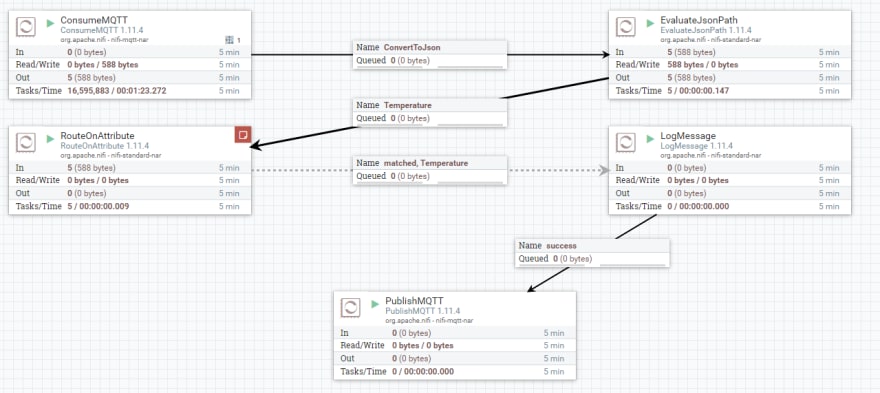 ConsumeMQTT
ConsumeMQTT 1.11.4
org.apache.nifi - nifi-mqtt-nar
1
In 0 (0 bytes) 5 min
Read/Write 0 bytes / 588 bytes 5 min
Out 5 (588 bytes) 5 min
Tasks/Time 16,595,883 / 00:01:23.272 5 min
Name ConvertToJson
Queued 0 (0 bytes)
EvaluateJsonPath
EvaluateJsonPath 1.11.4
org.apache.nifi - nifi-standard-nar
In 5 (588 bytes) 5 min
Read/Write 588 bytes / 0 bytes 5 min
Out 5 (588 bytes) 5 min
Tasks/Time 5 / 00:00:00.147 5 min
Name Temperature
Queued 0 (0 bytes)
RouteOnAttribute
RouteOnAttribute 1.11.4
org.apache.nifi - nifi-standard-nar
In 5 (588 bytes) 5 min
Read/Write 0 bytes / 0 bytes 5 min
Out 0 (0 bytes) 5 min
Tasks/Time 5 / 00:00:00.009 5 min
Name matched, Temperature
Queued 0 (0 bytes)
LogMessage
LogMessage 1.11.4
org.apache.nifi - nifi-standard-nar
In 0 (0 bytes) 5 min
Read/Write 0 bytes / 0 bytes 5 min
Out 0 (0 bytes) 5 min
Tasks/Time 0 / 00:00:00.000 5 min
Name success
Queued 0 (0 bytes)
PublishMQTT
PublishMQTT 1.11.4
org.apache.nifi - nifi-mqtt-nar
In 0 (0 bytes) 5 min
Read/Write 0 bytes / 0 bytes 5 min
Out 0 (0 bytes) 5 min
Tasks/Time 0 / 00:00:00.000 5 min